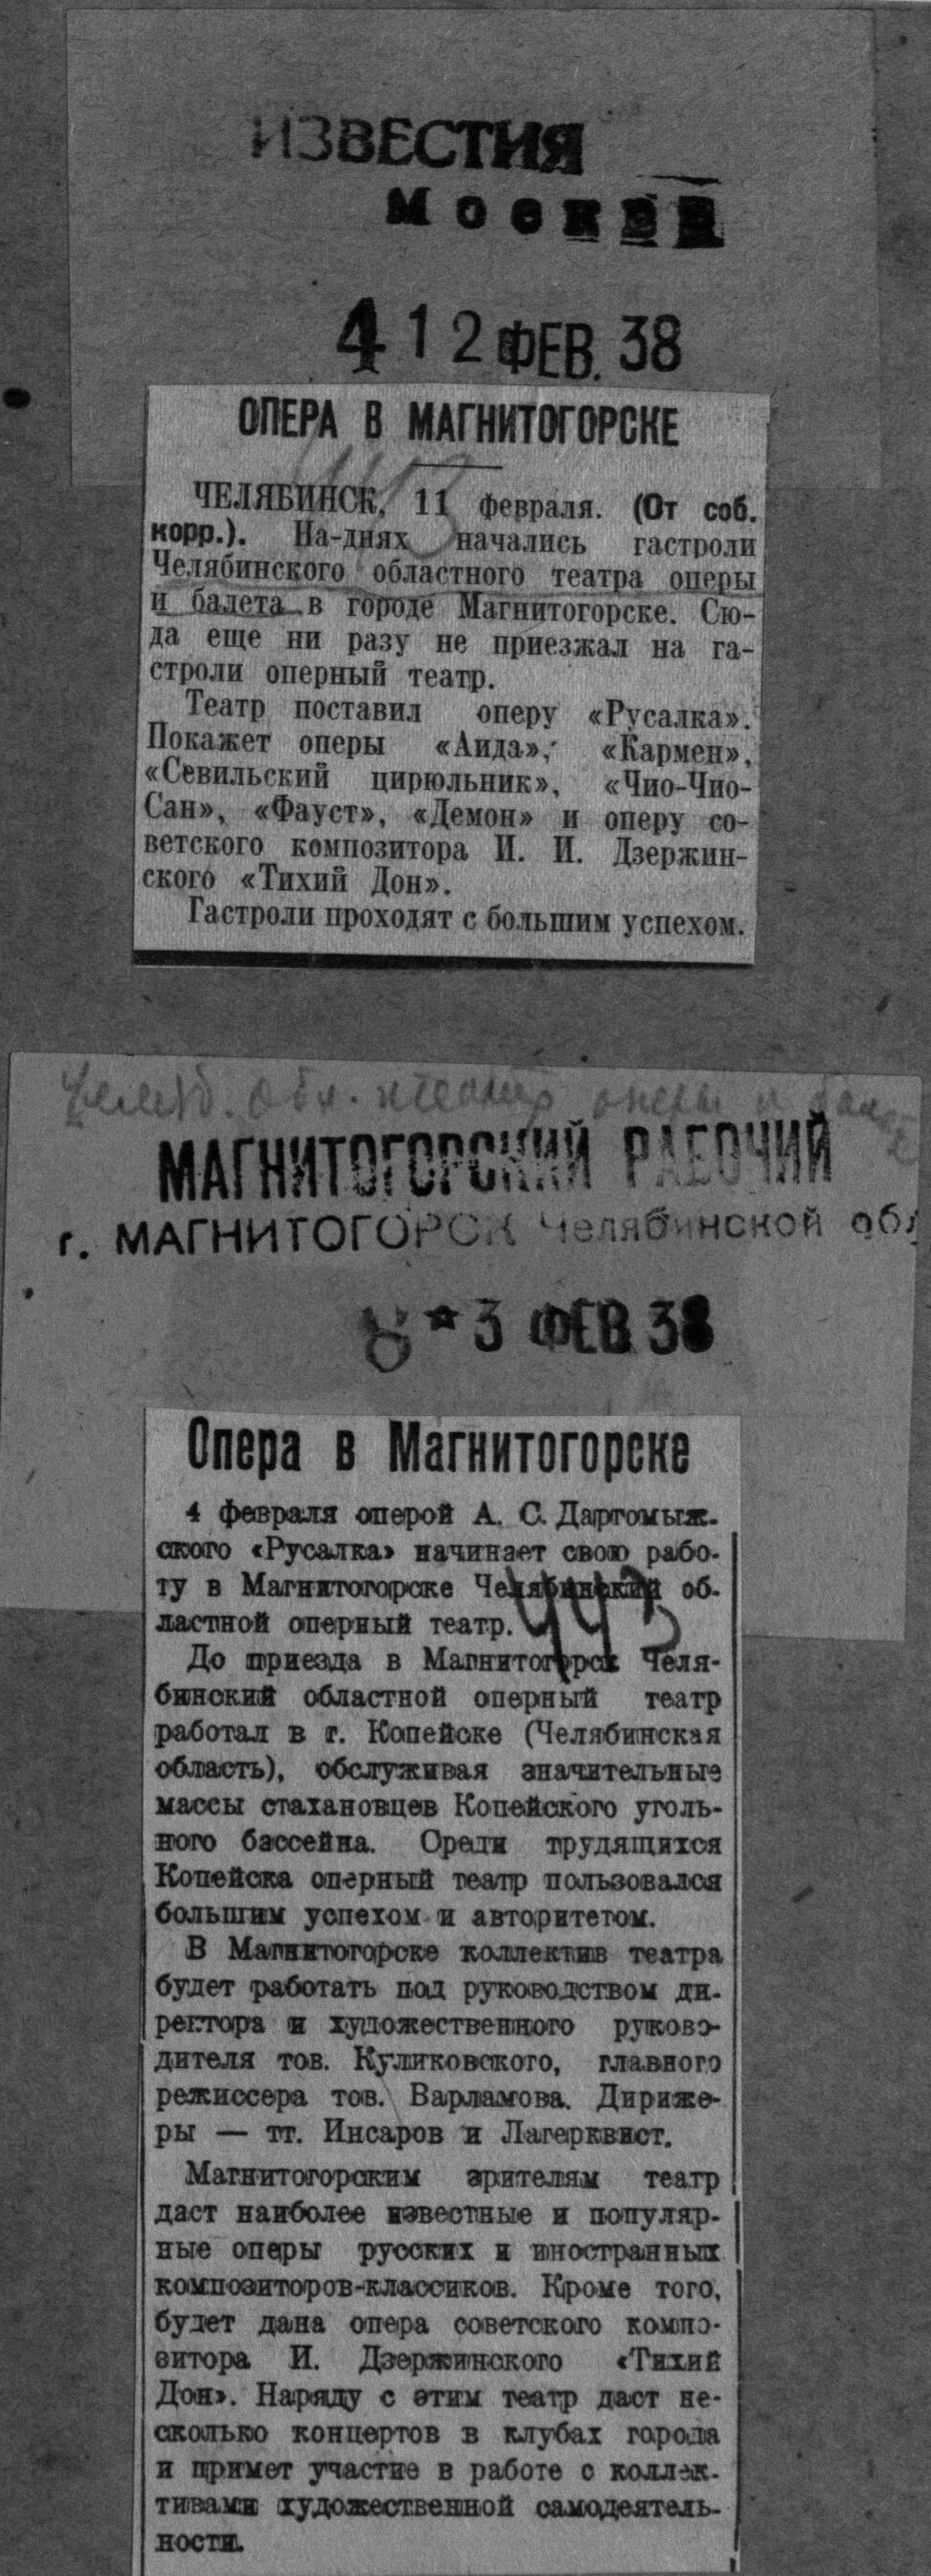 ИЗВЕСТИЯ
Москва
4 12 ФЕВ. 38
ОПЕРА В МАГНИТОГОРСКЕ
ЧЕЛЯБИНСК, 11 февраля. (От соб.
корр.). На-днях начались гастроли
Челябинского областного театра оперы
и балета в городе Магнитогорске. Сю-
да еще ни разу не приезжал на га-
строли оперный театр.
Театр поставил оперу «Русалка».
Покажет оперы «Аида», «Кармен»,
«Севильский цирюльник», «Чио-Чио-
Сан», «Фауст», «Демон» и оперу со-
ветского композитора И. И. Дзержин-
ского «Тихий Дон».
Гастроли проходят с большим успехом.
Челяб. Обл. театр оперы и
МАГНИТОГОРСКИЙ РАБОЧИЙ
г. МАГНИТОГОРСК Челябинской обл
3 ФЕВ 38
Опера в Магнитогорске
4 февраля оперой А. С. Даргомыж-
ского «Русалка» начинает свою рабо-
ту в Магнитогорске Челябинский об-
ластной оперный театр.
443
До приезда в Магнитогорск Челя-
бинский областной оперный театр
работал в г. Копейске (Челябинская
область), обслуживая значительные
массы стахановцев Копейского уголь-
ного бассейна. Среди трудящихся
Копейска оперный театр пользовался
большим успехом и авторитетом.
В Магнитогорске коллектив театра
будет работать под руководством ди-
ректора и художественного руково-
дителя тов. Куликовского, главного
режиссера тов. Варламова. Дириже-
ры — тт. Инсаров и Лагерквист.
Магнитогорским зрителям театр
даст наиболее известные и популяр-
ные оперы русских и иностранных
композиторов-классиков. Кроме того,
будет дана опера советского компо-
зитора И. Дзержинского «Тихий
Дон». Наряду с этим театр даст не-
сколько концертов в клубах города
и примет участие в работе с коллек-
тивами художественной самодеятель-
ности.